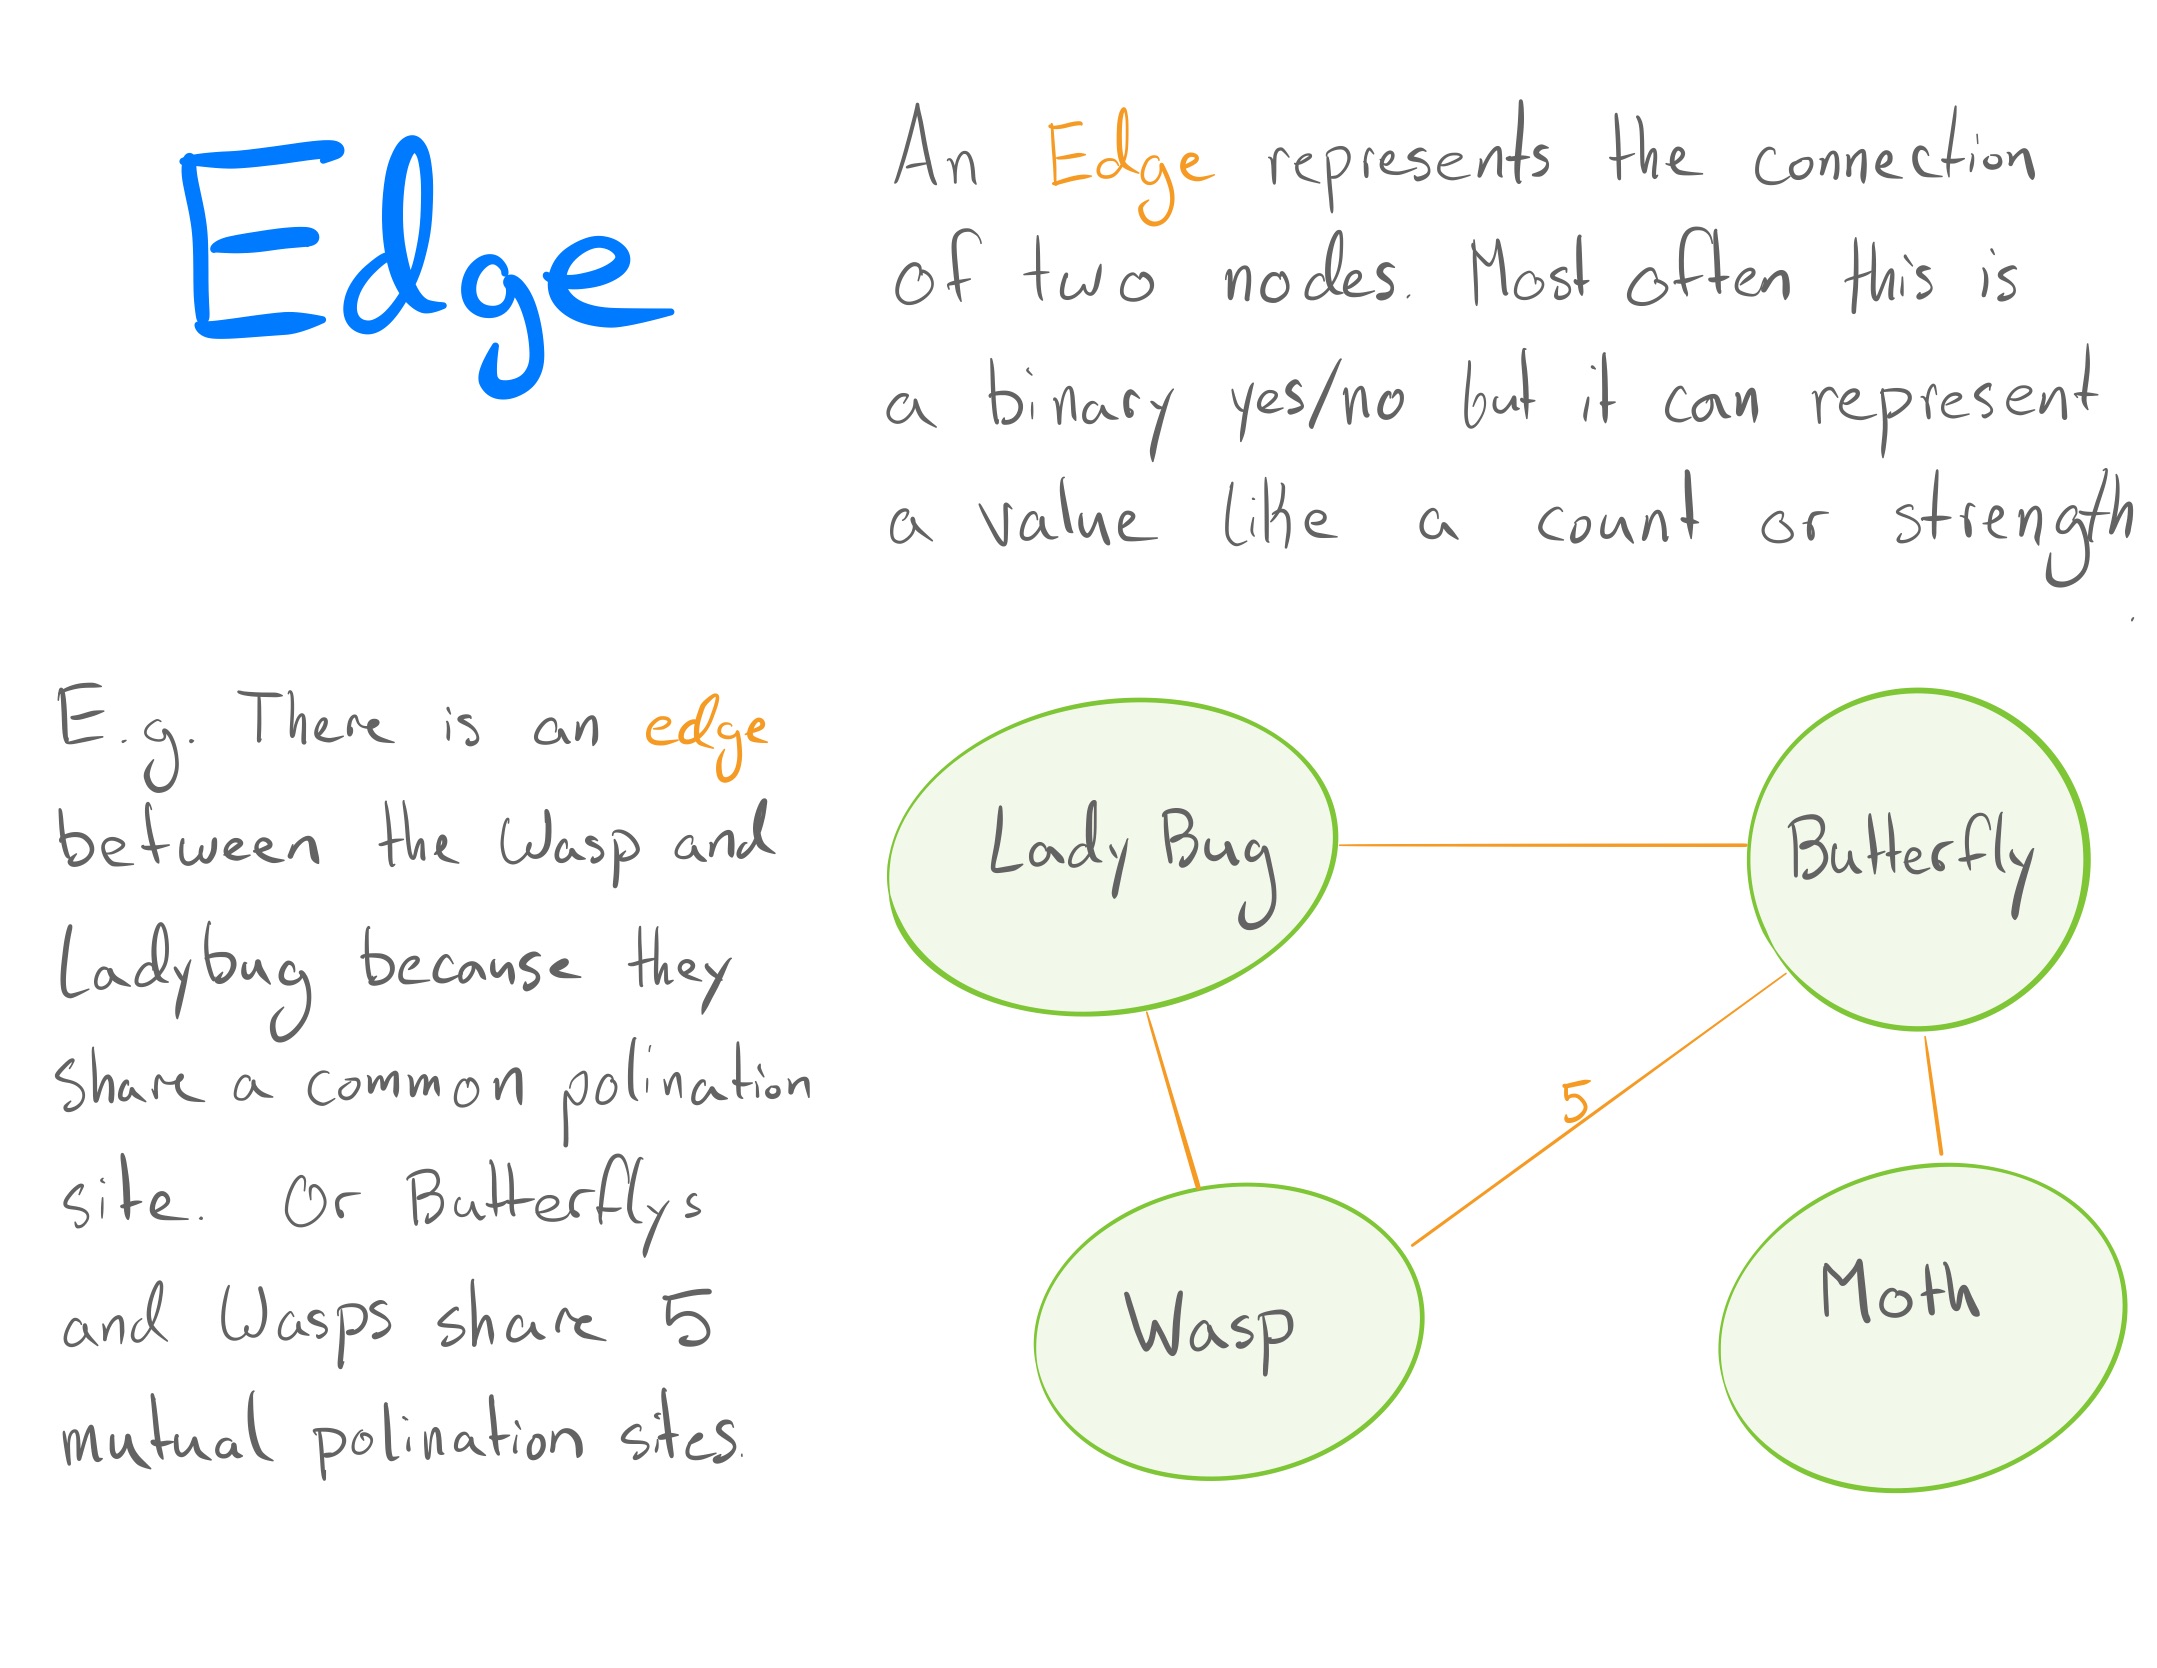 Edge
An Edge represents the connection
of two nodes. Most often this is
a binary yes/no but it can represent
a value like a count or strength
.
E.g. There is an edge
between the Wasp and
Ladybug because they
share a common polination
site. Or Butterflys
and Wasps share 5
mutual polination sites.
Lady Bug
Butterfly
5
Wasp
Moth